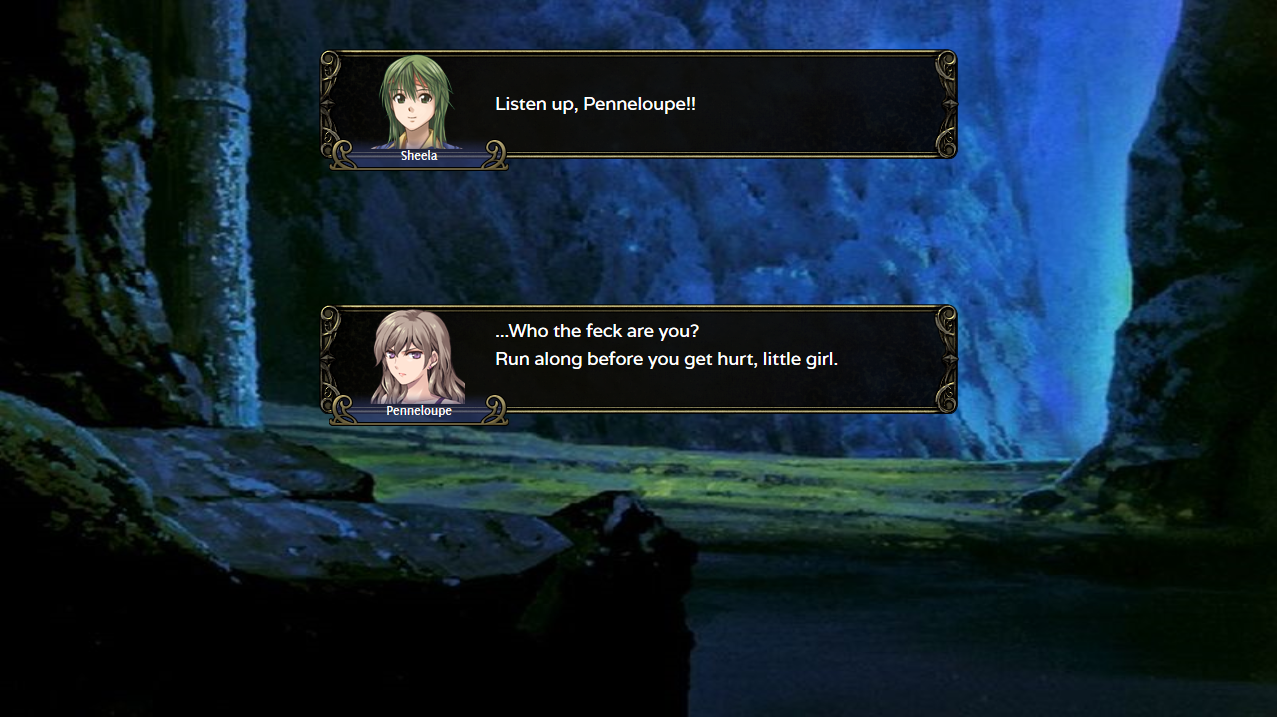 Listen up, Penneloupe!!
Sheela
...Who the feck are you?
Run along before you get hurt, little girl.
Penneloupe